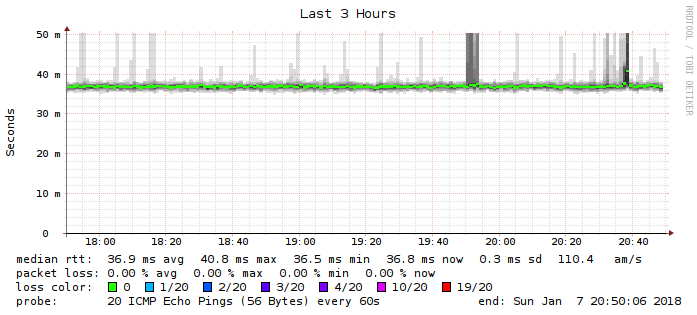 Last 3 Hours
RRDTOOL / TOBI OETIKER
Seconds
50 m
40 m
30 m
20 m
10 m
0
18:00 18:20 18:40 19:00 19:20 19:40 20:00 20:20 20:40
median rtt: 36.9 ms avg 40.8 ms max 36.5 ms min 36.8 ms now 0.3 ms sd 110.4 am/s
packet loss: 0.00 % avg 0.00 % max 0.00 % min 0.00 % now
loss color: 0 1/20 2/20 3/20 4/20 10/20 19/20
probe: 20 ICMP Echo Pings (56 Bytes) every 60s end: Sun Jan 7 20:50:06 2018